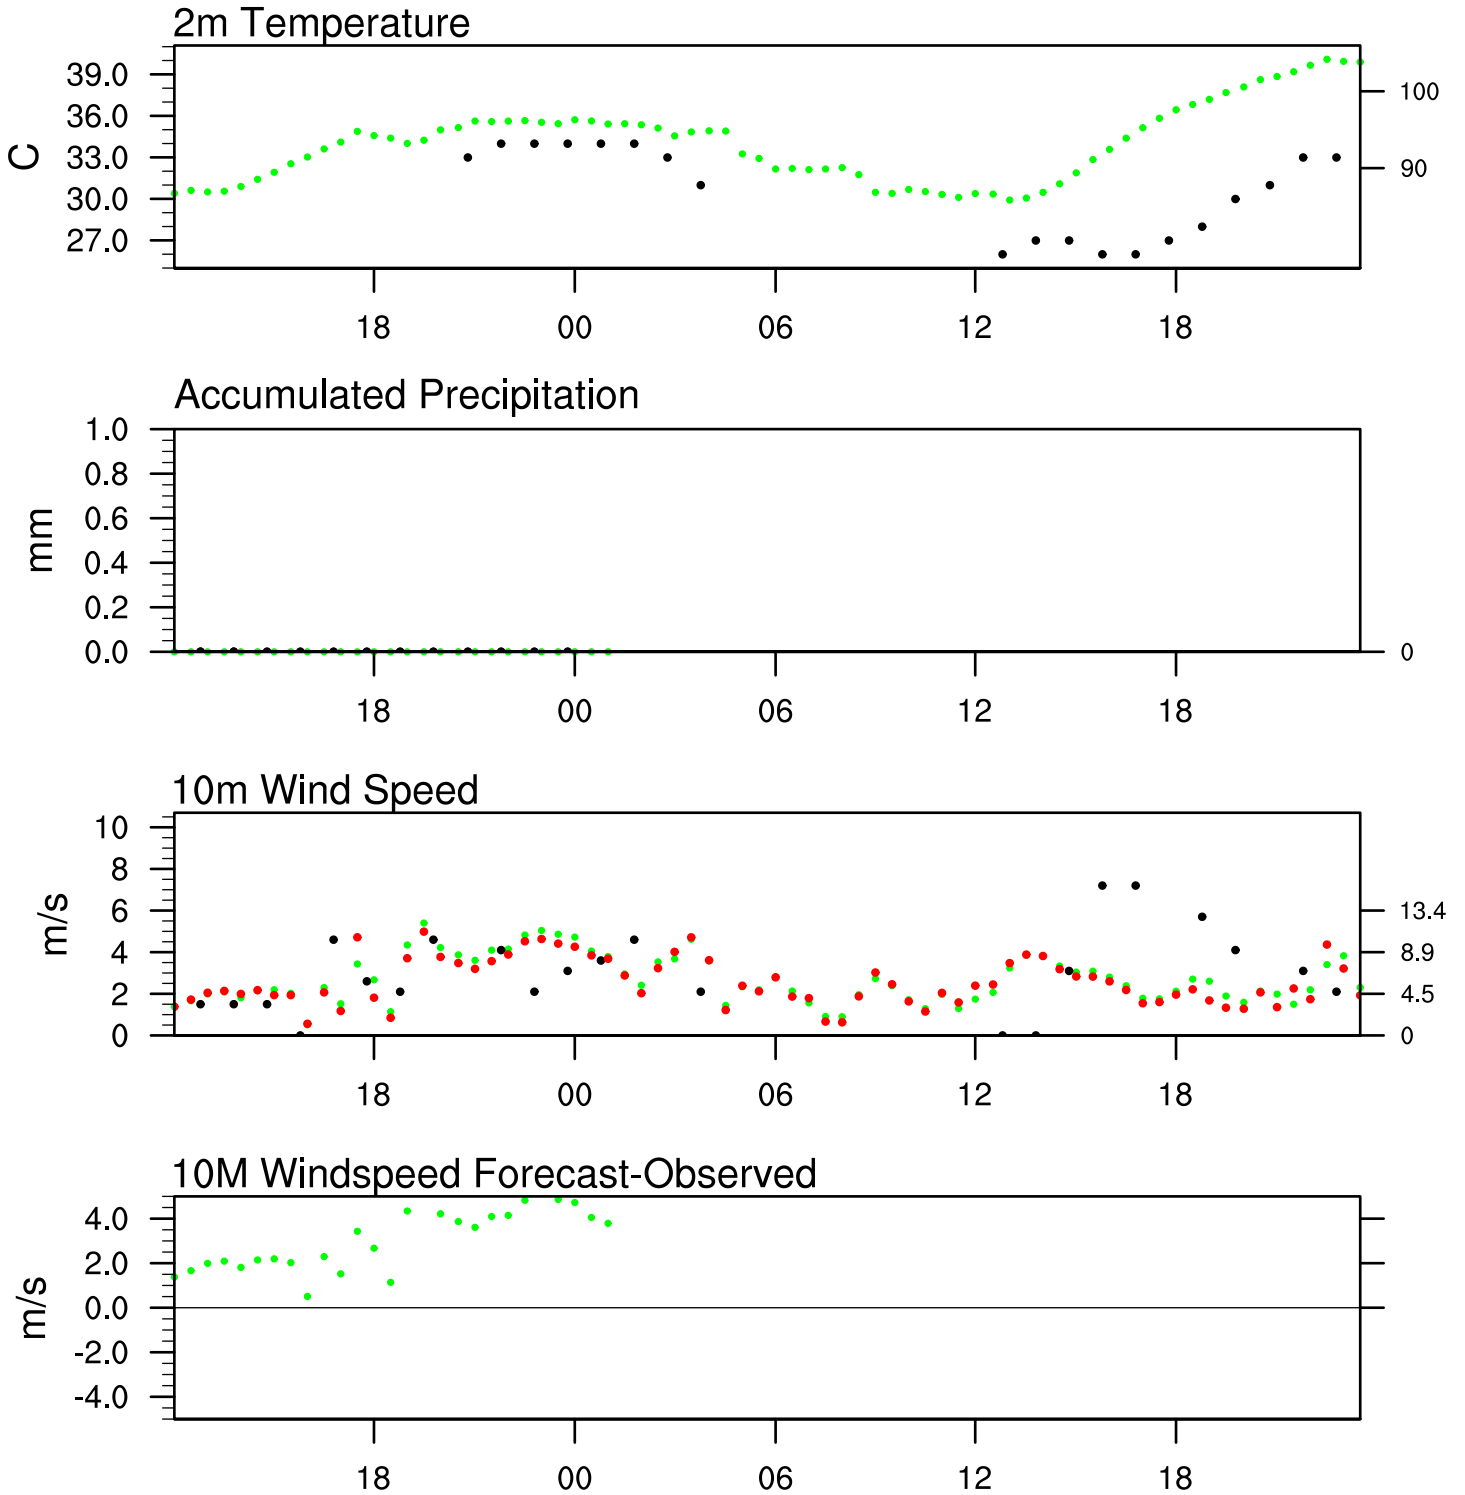 2m Temperature
39.0
36.0
33.0
30.0
27.0
C
100
90
18 00 06 12 18
Accumulated Precipitation
1.0
0.8
0.6
0.4
0.2
0.0
mm
0
18 00 06 12 18
10m Wind Speed
10
8
6
4
2
0
m/s
13.4
8.9
4.5
0
18 00 06 12 18
10M Windspeed Forecast-Observed
4.0
2.0
0.0
-2.0
-4.0
m/s
18 00 06 12 18